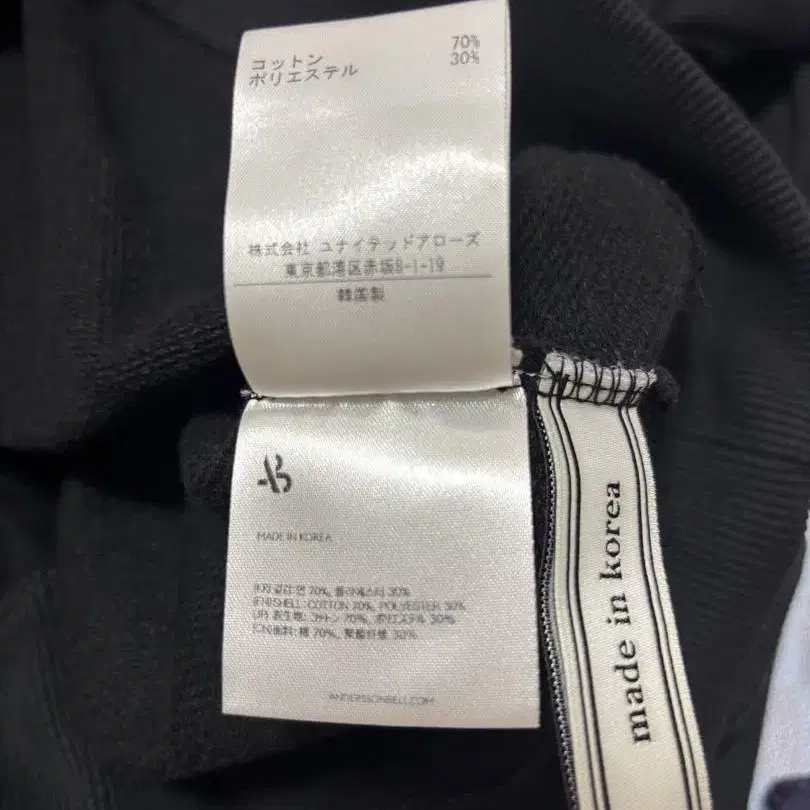 コットン 70%
ポリエステル 30%
株式会社 ユナイテッドアローズ
東京都港区赤坂8-1-19
韓国製
AB
MADE IN KOREA
(KR)겉감: 면 70%, 폴리에스터 30%
(EN)SHELL: COTTON 70%, POLYESTER 30%
(JP) 表生地: コットン 70%, ポリエステル 30%
(CN)面料: 棉 70%, 聚酯纤维 30%
ANDERSSONBELL.COM
made in korea